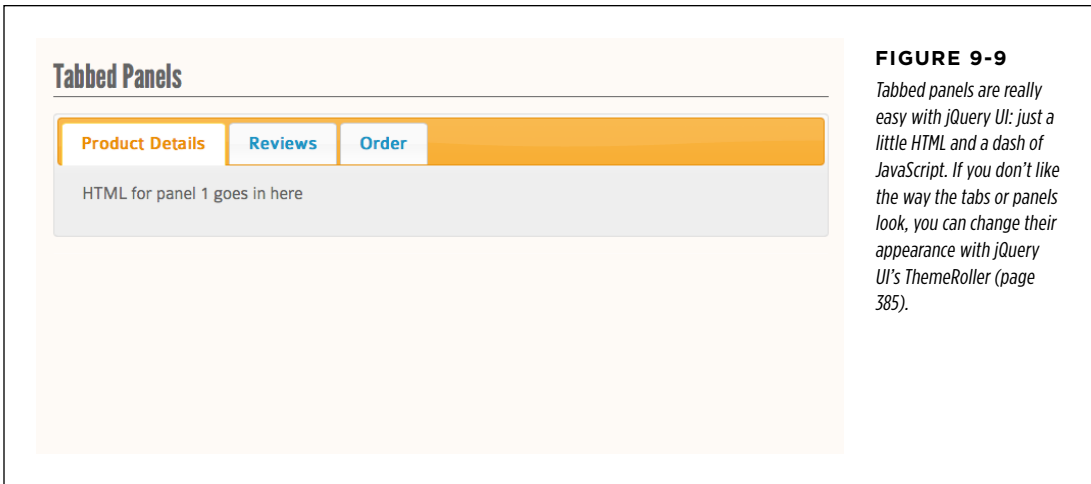 Tabbed Panels
Product Details Reviews Order
HTML for panel 1 goes in here
FIGURE 9-9
Tabbed panels are really
easy with jQuery UI: just a
little HTML and a dash of
JavaScript. If you don’t like
the way the tabs or panels
look, you can change their
appearance with jQuery
UI’s ThemeRoller (page
385).